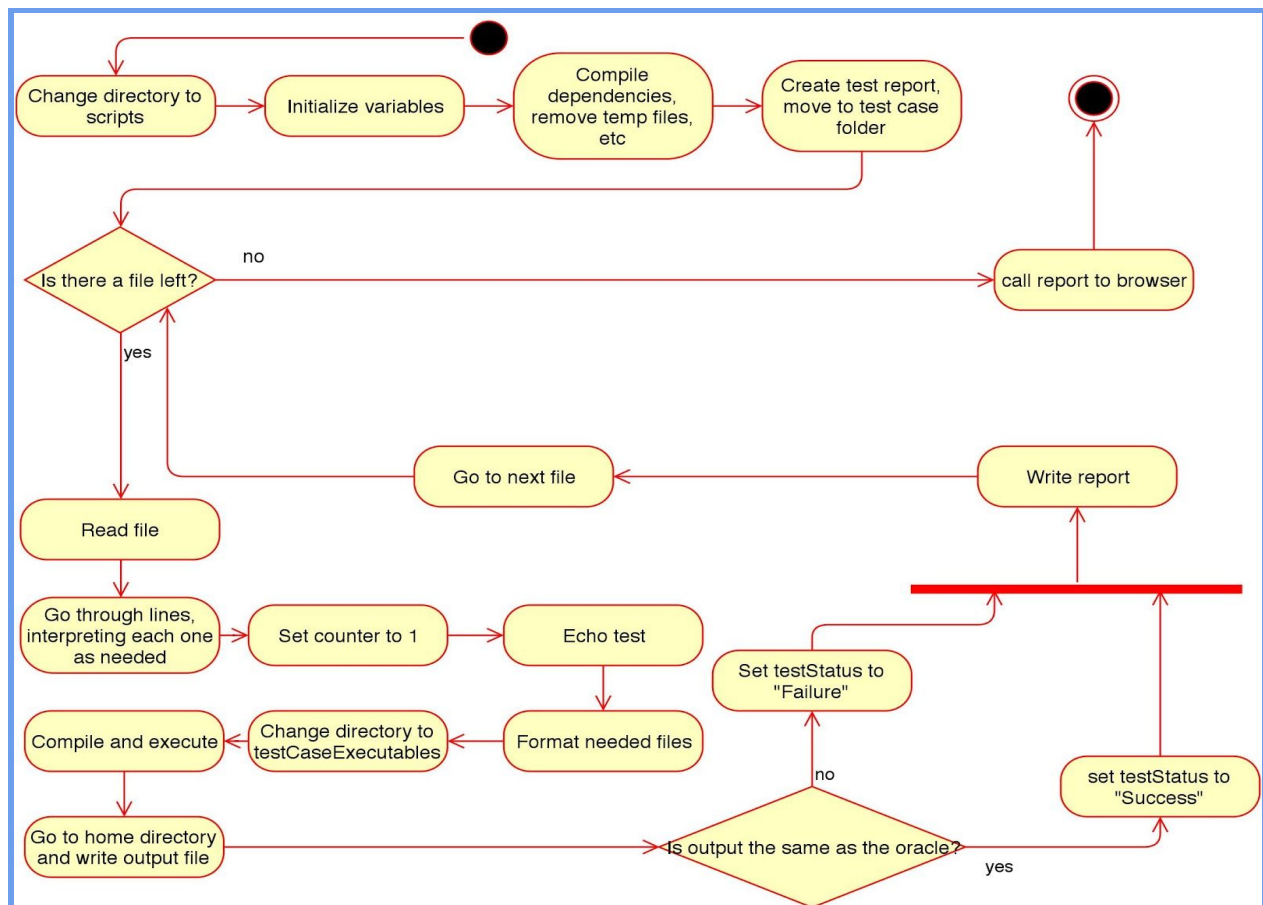 Change directory to
scripts
Initialize variables
Compile
dependencies,
remove temp files,
etc
Create test report,
move to test case
folder
Is there a file left?
no
call report to browser
yes
Go to next file
Write report
Read file
Go through lines,
interpreting each one
as needed
Set counter to 1
Echo test
Set testStatus to
"Failure"
Compile and execute
Change directory to
testCaseExecutables
Format needed files
no
set testStatus to
"Success"
Go to home directory
and write output file
Is output the same as the oracle?
yes